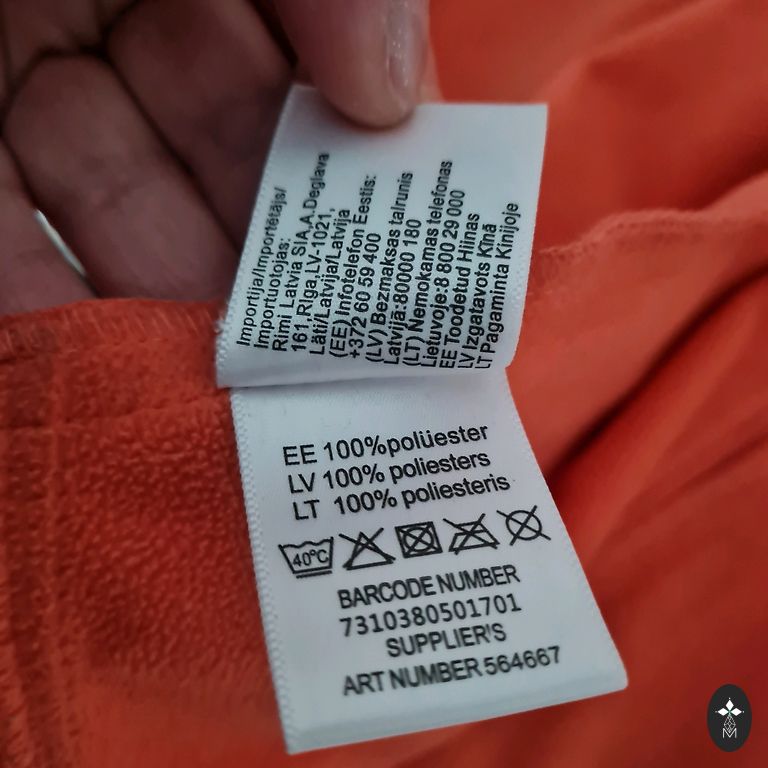 Importija/Importētājs/
Importuotojas:
Rimi Latvia SIA,A.Deglava
161,Rīga,LV-1021,
Läti/Latvija/Latvija
(EE) Infotelefon Eestis:
+372 60 59 400
(LV) Bezmaksas talrunis
Latvijā:80000 180
(LT) Nemokamas telefonas
Lietuvoje:8 800 29 000
EE Toodetud Hiinas
LV Izgatavots Ķīnā
LT Pagaminta Kinijoje
EE 100%polüester
LV 100% poliesters
LT 100% poliesteris
40°C
BARCODE NUMBER
7310380501701
SUPPLIER'S
ART NUMBER 564667
M